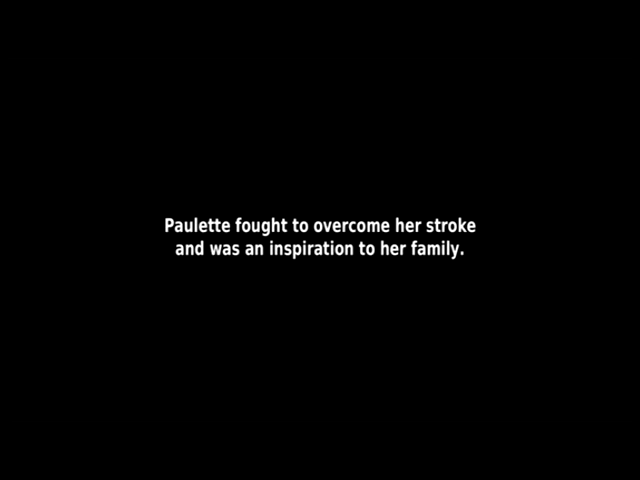 Paulette fought to overcome her stroke
and was an inspiration to her family.